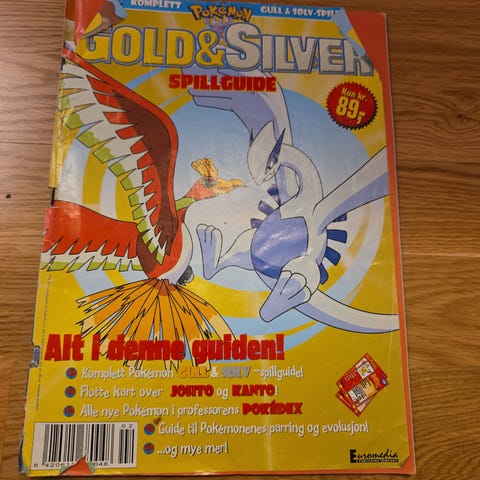 KOMPLETT
GULL & SØLV-SPIL
POKéMON
GOLD & SILVER
SPILLGUIDE
Kun kr.
89,-
Alt i denne guiden!
Komplett Pokémon GULL & SØLV -spillguide!
Flotte kart over JOHTO og KANTO!
Alle nye Pokémon i professorens POKÉDEX
Guide til Pokémonenes parring og evolusjon!
...og mye mer!
02
Euromedia